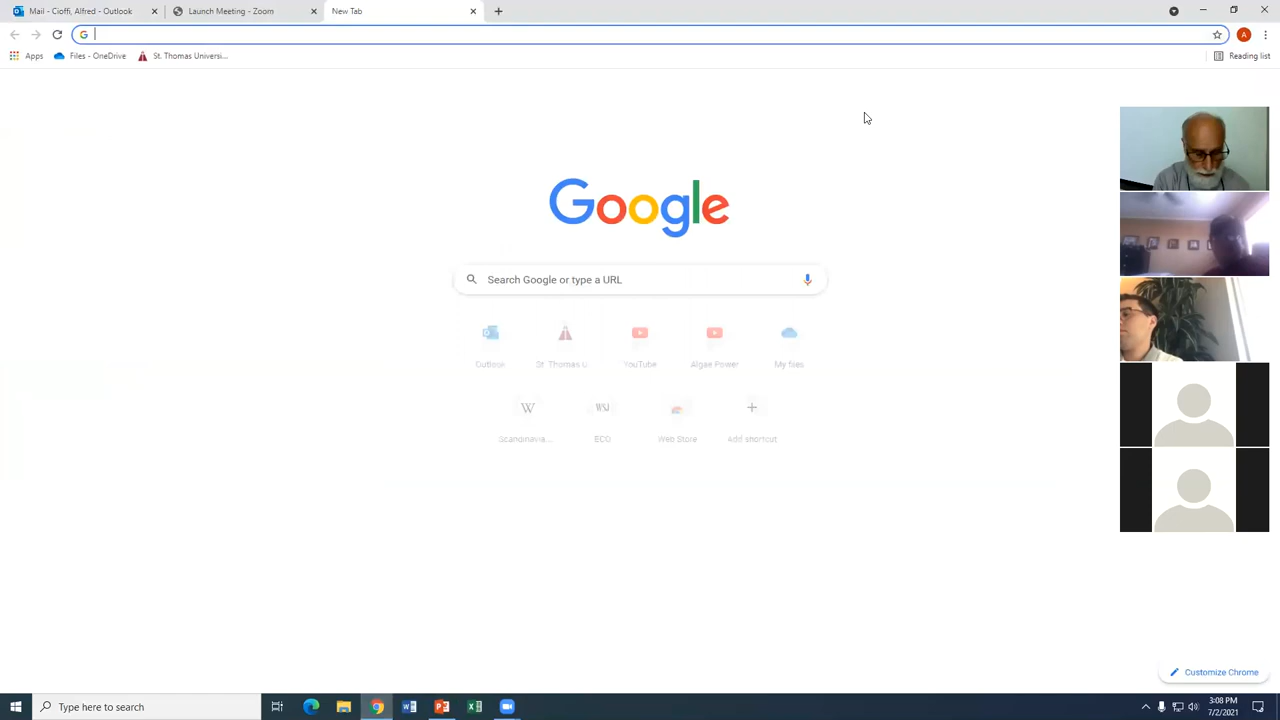 Mail - Cioffi, Alfred - Outlook
Launch Meeting - Zoom
New Tab
Apps
Files - OneDrive
St. Thomas Universi...
Reading list
A
Google
Search Google or type a URL
Outlook
St. Thomas U...
YouTube
Algae Power
My files
W
WSJ
Scandinavia...
ECO
Web Store
Add shortcut
Customize Chrome
Type here to search
3:08 PM
7/2/2021